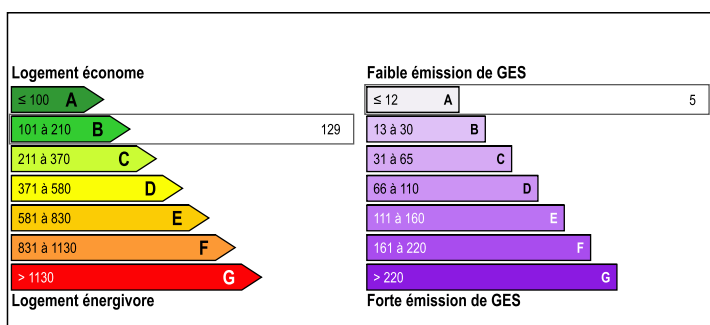 Logement économe
≤ 100 A
101 à 210 B 129
211 à 370 C
371 à 580 D
581 à 830 E
831 à 1130 F
> 1130 G
Logement énergivore
Faible émission de GES
≤ 12 A 5
13 à 30 B
31 à 65 C
66 à 110 D
111 à 160 E
161 à 220 F
> 220 G
Forte émission de GES